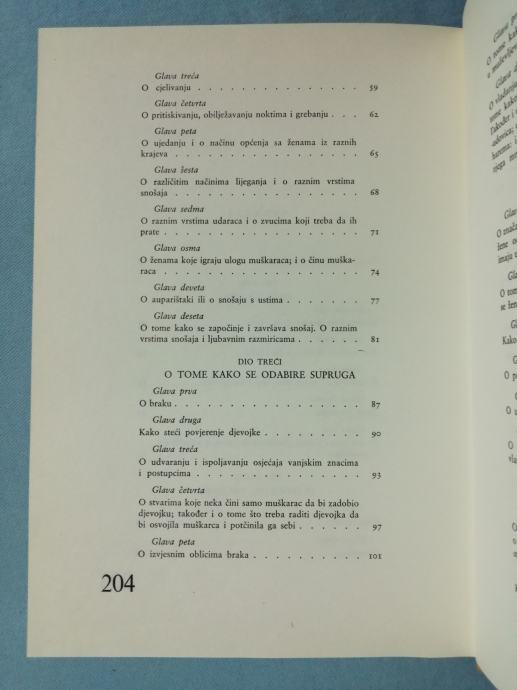 Glava treća
O cjelivanju . . . . . . . . . . . . . . 59
Glava četvrta
O pritiskivanju, obilježavanju noktima i grebanju . . . 62
Glava peta
O ujedanju i o načinu općenja sa ženama iz raznih
krajeva . . . . . . . . . . . . . . . . 65
Glava šesta
O različitim načinima lijeganja i o raznim vrstima
snošaja . . . . . . . . . . . . . . . . 68
Glava sedma
O raznim vrstima udaraca i o zvucima koji treba da ih
prate . . . . . . . . . . . . . . . . . 71
Glava osma
O ženama koje igraju ulogu muškaraca; i o činu muška-
raca . . . . . . . . . . . . . . . . . 74
Glava deveta
O auparištaki ili o snošaju s ustima . . . . . . . 77
Glava deseta
O tome kako se započinje i završava snošaj. O raznim
vrstima snošaja i ljubavnim razmiricama . . . . . 81
DIO TREĆI
O TOME KAKO SE ODABIRE SUPRUGA
Glava prva
O braku . . . . . . . . . . . . . . . . 87
Glava druga
Kako steći povjerenje djevojke . . . . . . . . . 90
Glava treća
O udvaranju i ispoljavanju osjećaja vanjskim znacima
i postupcima . . . . . . . . . . . . . . 93
Glava četvrta
O stvarima koje neka čini samo muškarac da bi zadobio
djevojku; također i o tome što treba raditi djevojka da
bi osvojila muškarca i potčinila ga sebi . . . . . . 97
Glava peta
O izvjesnim oblicima braka . . . . . . . . . . 101
204